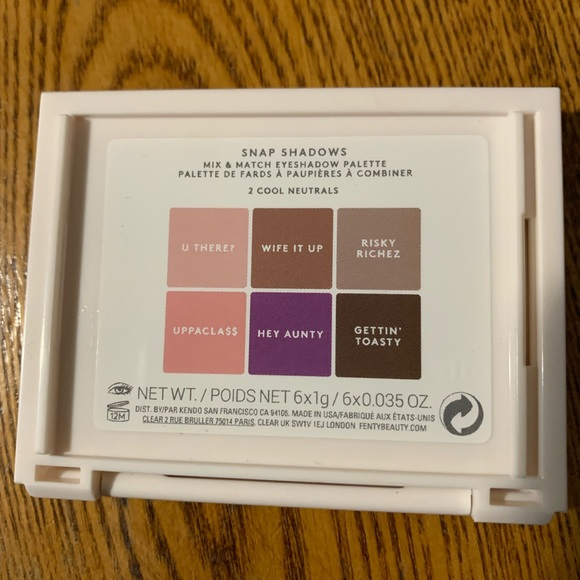 SNAP SHADOWS
MIX & MATCH EYESHADOW PALETTE
PALETTE DE FARDS À PAUPIÈRES À COMBINER
2 COOL NEUTRALS
U THERE?
WIFE IT UP
RISKY
RICHEZ
UPPACLA$$
HEY AUNTY
GETTIN'
TOASTY
NET WT. / POIDS NET 6x1g / 6x0.035 OZ.
12M
DIST. BY/PAR KENDO SAN FRANCISCO CA 94105. MADE IN USA/FABRIQUÉ AUX ÉTATS-UNIS
CLEAR 2 RUE BRULLER 75014 PARIS. CLEAR UK SW1V 1EJ LONDON. FENTYBEAUTY.COM